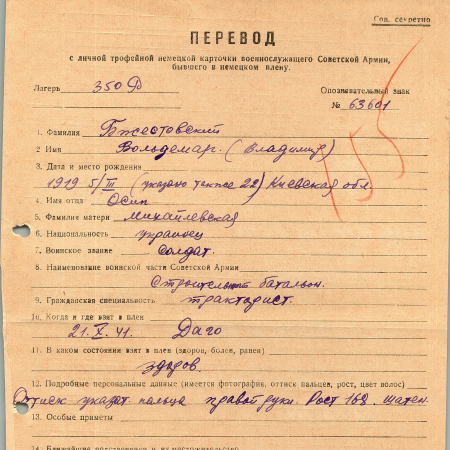 Сов. секретно
ПЕРЕВОД
с личной трофейной немецкой карточки военнослужащего Советской Армии,
бывшего в немецком плену.
Лагерь 350 Ф
Опознавательный знак
№ 63601
1. Фамилия Бжестовский
2. Имя Вольдемар. (Владимир)
3. Дата и место рождения
1919 5/III (указано также 22) Киевская обл.
4. Имя отца Осип
5. Фамилия матери Михайлевская
6. Национальность украинец
7. Воинское звание солдат.
8. Наименование воинской части Советской Армии
Строительный батальон.
9. Гражданская специальность тракторист.
10. Когда и где взят в плен
21.X.41. Даго
11. В каком состоянии взят в плен (здоров, болен, ранен)
здоров.
12. Подробные персональные данные (имеется фотография, оттиск пальцев, рост, цвет волос)
Оттиск указат. пальца правой руки. Рост 168. шатен.
13. Особые приметы
14. Ближайшие родственники и их местожительство